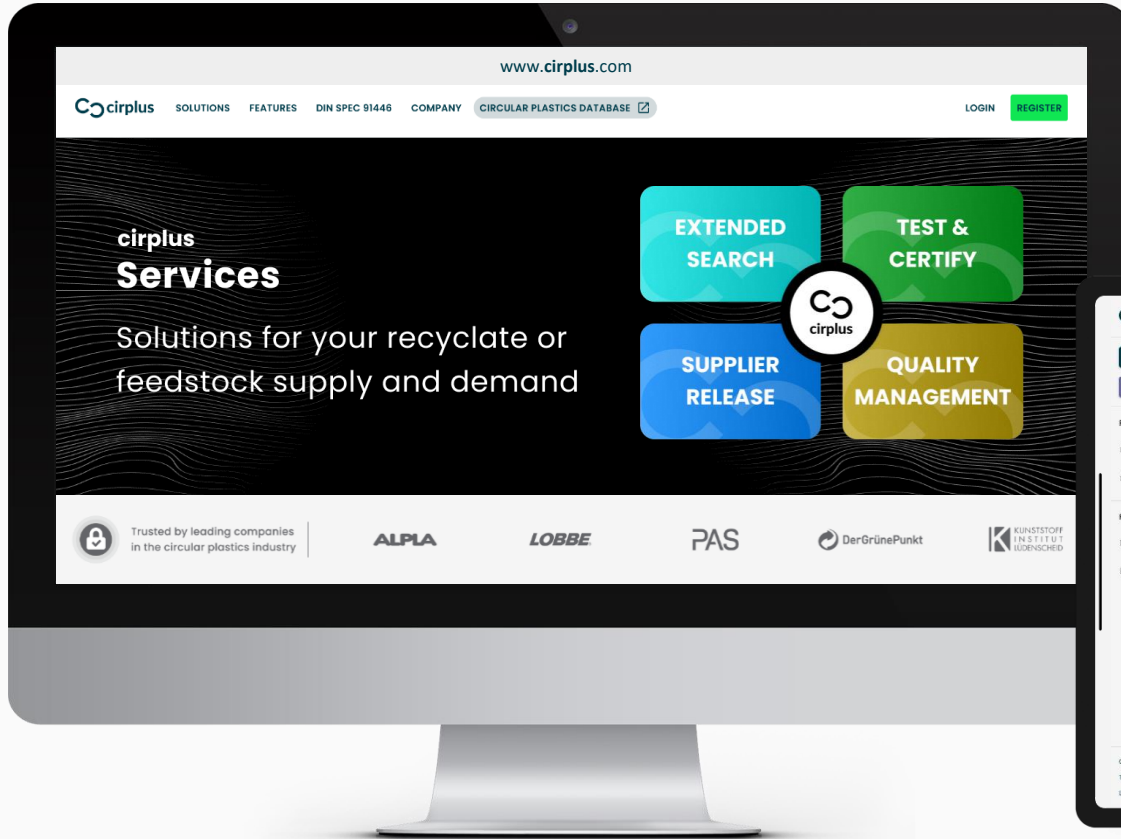 www.cirplus.com
cirplus SOLUTIONS FEATURES DIN SPEC 91446 COMPANY CIRCULAR PLASTICS DATABASE LOGIN REGISTER
cirplus
Services
Solutions for your recyclate or
feedstock supply and demand
EXTENDED
SEARCH
TEST &
CERTIFY
cirplus
SUPPLIER
RELEASE
QUALITY
MANAGEMENT
Trusted by leading companies
in the circular plastics industry
ALPLA
LOBBE
PAS
DerGrünePunkt
KUNSTSTOFF
INSTITUT
LÜDENSCHEID